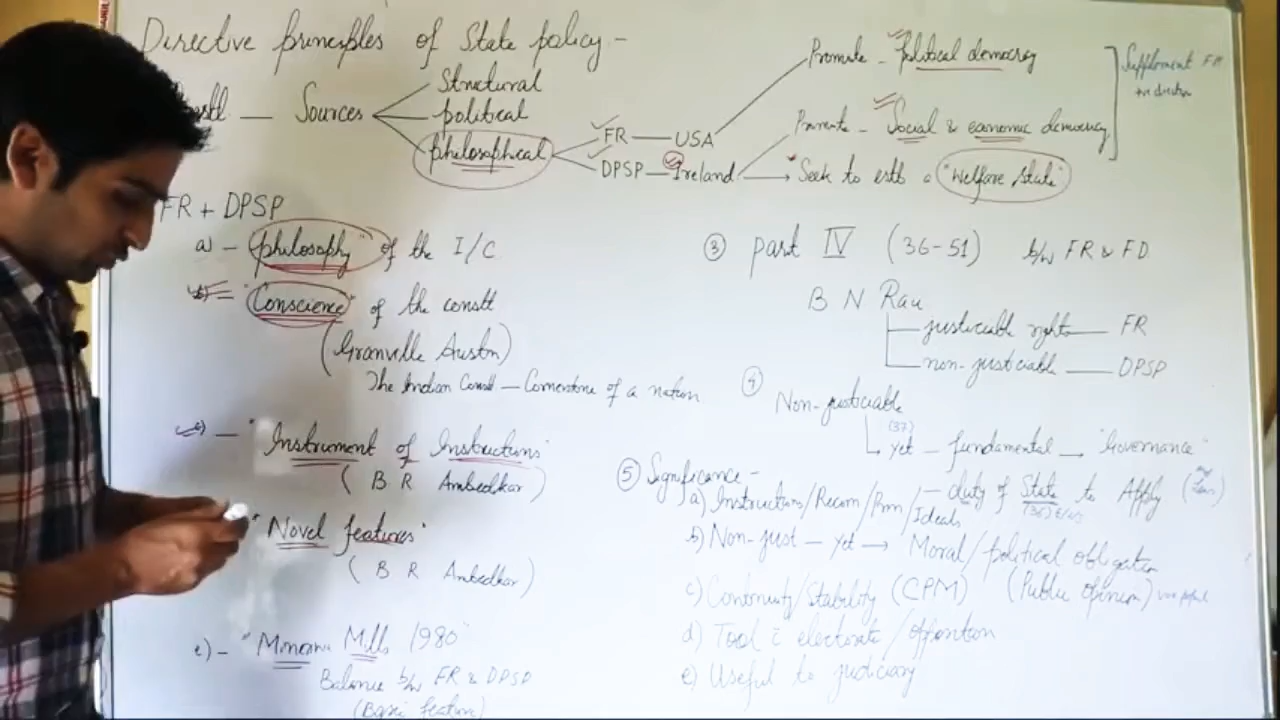 Directive principles of State policy -
Sources
Structural
political
philosophical
FR — USA
DPSP — Ireland
Promote - political democracy
Promote - Social & economic democracy
→ Seek to estb a "Welfare state"
Supplement FR
FR + DPSP
a) - "philosophy" of the I/C
b) = "Conscience" of the constt
(Granville Austin)
The Indian Constt — Cornerstone of a nation
c) — "Instrument of Instructions"
( B R Ambedkar )
"Novel features"
( B R Ambedkar )
e) - "Minerva Mills 1980"
Balance b/w FR & DPSP
(Basic feature)
③ part IV (36-51) b/w FR & FD
B N Rau
justiciable rights — FR
non-justiciable — DPSP
④ Non-justiciable
(37)
yet — fundamental → "Governance"
⑤ Significance -
a) Instruction/Recom/ /Ideals — duty of State to Apply
(36)
b) Non-just — yet → Moral/political obligation
(Public opinion)
c) Continuity/Stability (CPM)
d) Tool c̄ electorate/opposition
e) Useful to judiciary